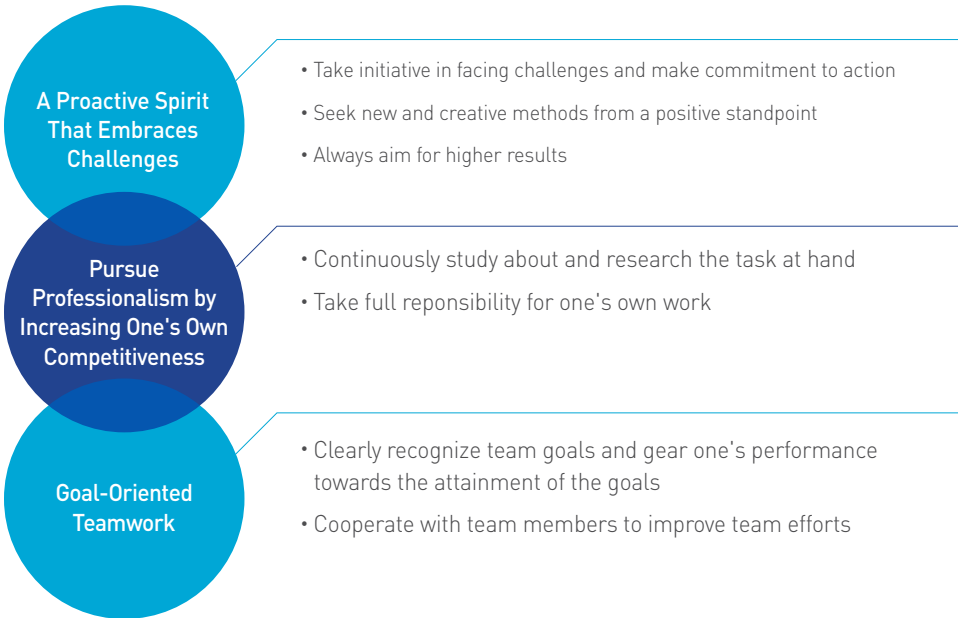 A Proactive Spirit
That Embraces
Challenges
• Take initiative in facing challenges and make commitment to action
• Seek new and creative methods from a positive standpoint
• Always aim for higher results
Pursue
Professionalism by
Increasing One's Own
Competitiveness
• Continuously study about and research the task at hand
• Take full reponsibility for one's own work
Goal-Oriented
Teamwork
• Clearly recognize team goals and gear one's performance
towards the attainment of the goals
• Cooperate with team members to improve team efforts